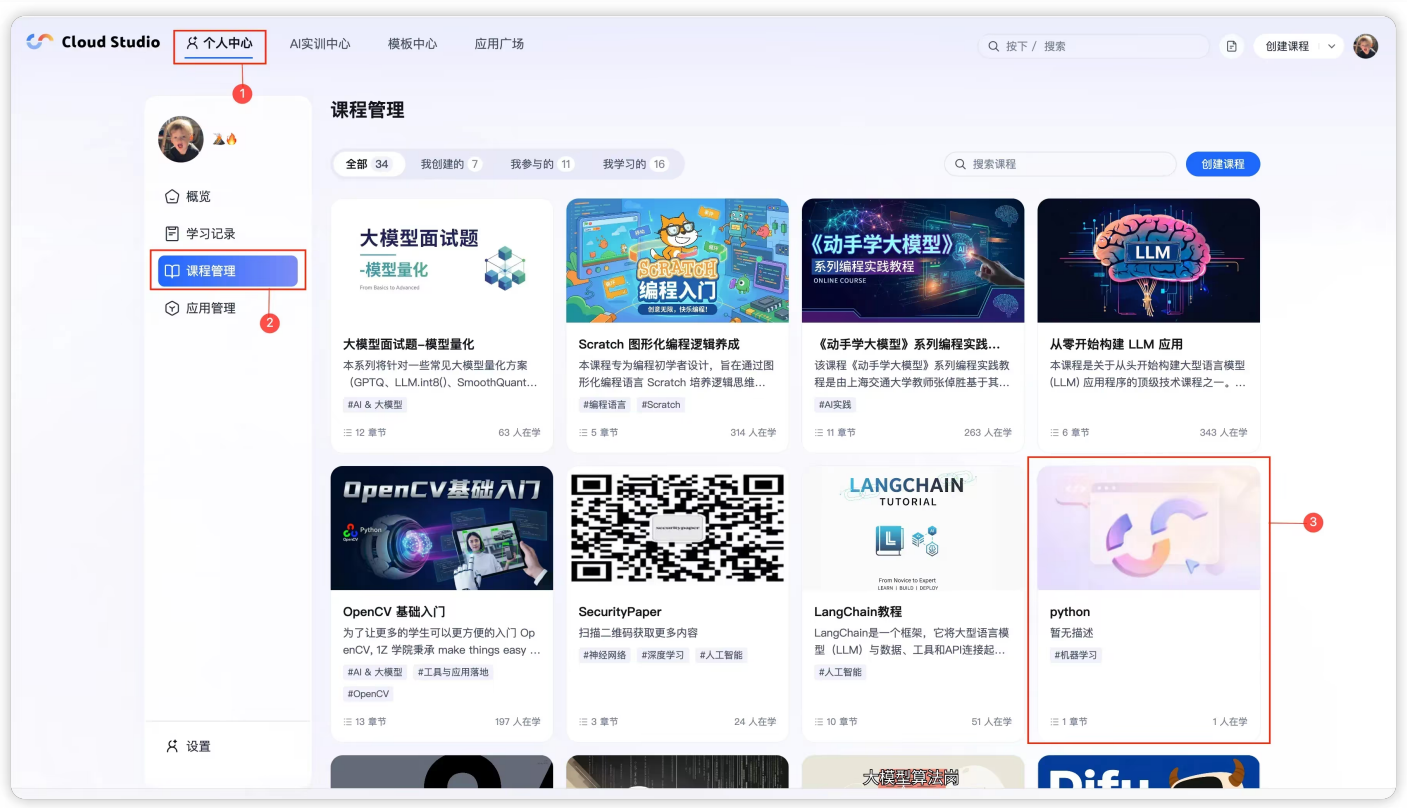 Cloud Studio
个人中心
AI实训中心
模板中心
应用广场
按下 / 搜索
创建课程
1
课程管理
全部 34
我创建的 7
我参与的 11
我学习的 16
搜索课程
创建课程
概览
学习记录
课程管理
应用管理
2
设置
大模型面试题
-模型量化
From Basics to Advanced
大模型面试题-模型量化
本系列将针对一些常见大模型量化方案
（GPTQ、LLM.int8()、SmoothQuant...
#AI & 大模型
12 章节
63 人在学
SCRATCH
编程入门
创意无限，快乐编程！
Scratch 图形化编程逻辑养成
本课程专为编程初学者设计，旨在通过图
形化编程语言 Scratch 培养逻辑思维...
#编程语言
#Scratch
5 章节
314 人在学
《动手学大模型》
系列编程实践教程
ONLINE COURSE
AI
《动手学大模型》系列编程实践...
该课程《动手学大模型》系列编程实践教
程是由上海交通大学教师张倬胜基于其...
#AI实践
11 章节
263 人在学
LLM
从零开始构建 LLM 应用
本课程是关于从头开始构建大型语言模型
(LLM) 应用程序的顶级技术课程之一。...
6 章节
343 人在学
OpenCV基础入门
Python
OpenCV
OpenCV 基础入门
为了让更多的学生可以更方便的入门 Op
enCV, 1Z 学院秉承 make things easy ...
#AI & 大模型
#工具与应用落地
#OpenCV
13 章节
197 人在学
SecurityPaper
扫描二维码获取更多内容
#神经网络
#深度学习
#人工智能
3 章节
24 人在学
LANGCHAIN
TUTORIAL
L
From Novice to Expert
LEARN | BUILD | DEPLOY
LangChain教程
LangChain是一个框架，它将大型语言模
型（LLM）与数据、工具和API连接起...
#人工智能
10 章节
51 人在学
python
暂无描述
#机器学习
1 章节
1 人在学
3
大模型算法岗
Dify